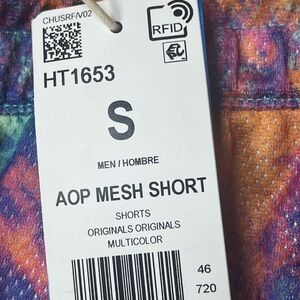 CHUSRF/V02
RFID
HT1653
S
MEN / HOMBRE
AOP MESH SHORT
SHORTS
ORIGINALS ORIGINALS
MULTICOLOR
46
720